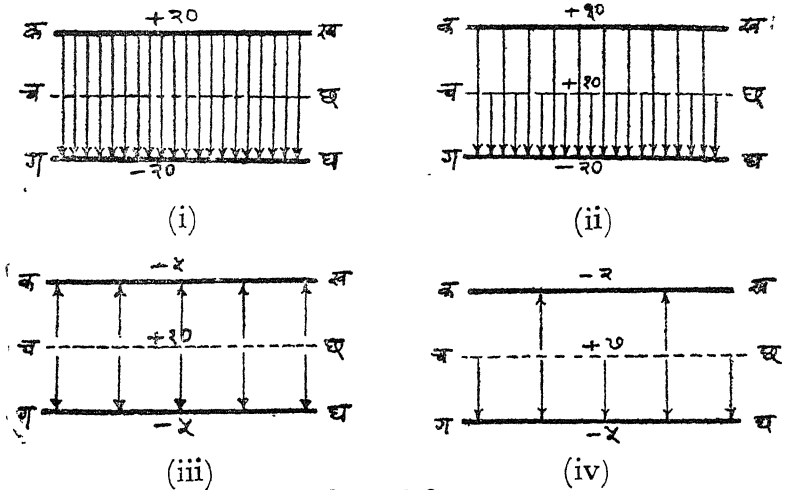 +२०
क ख
च छ
ग घ
-२०
(i)
+१०
क ख
+१०
च छ
ग घ
-२०
(ii)
-५
क ख
+१०
च छ
ग घ
-५
(iii)
-२
क ख
+७
च छ
ग घ
-५
(iv)